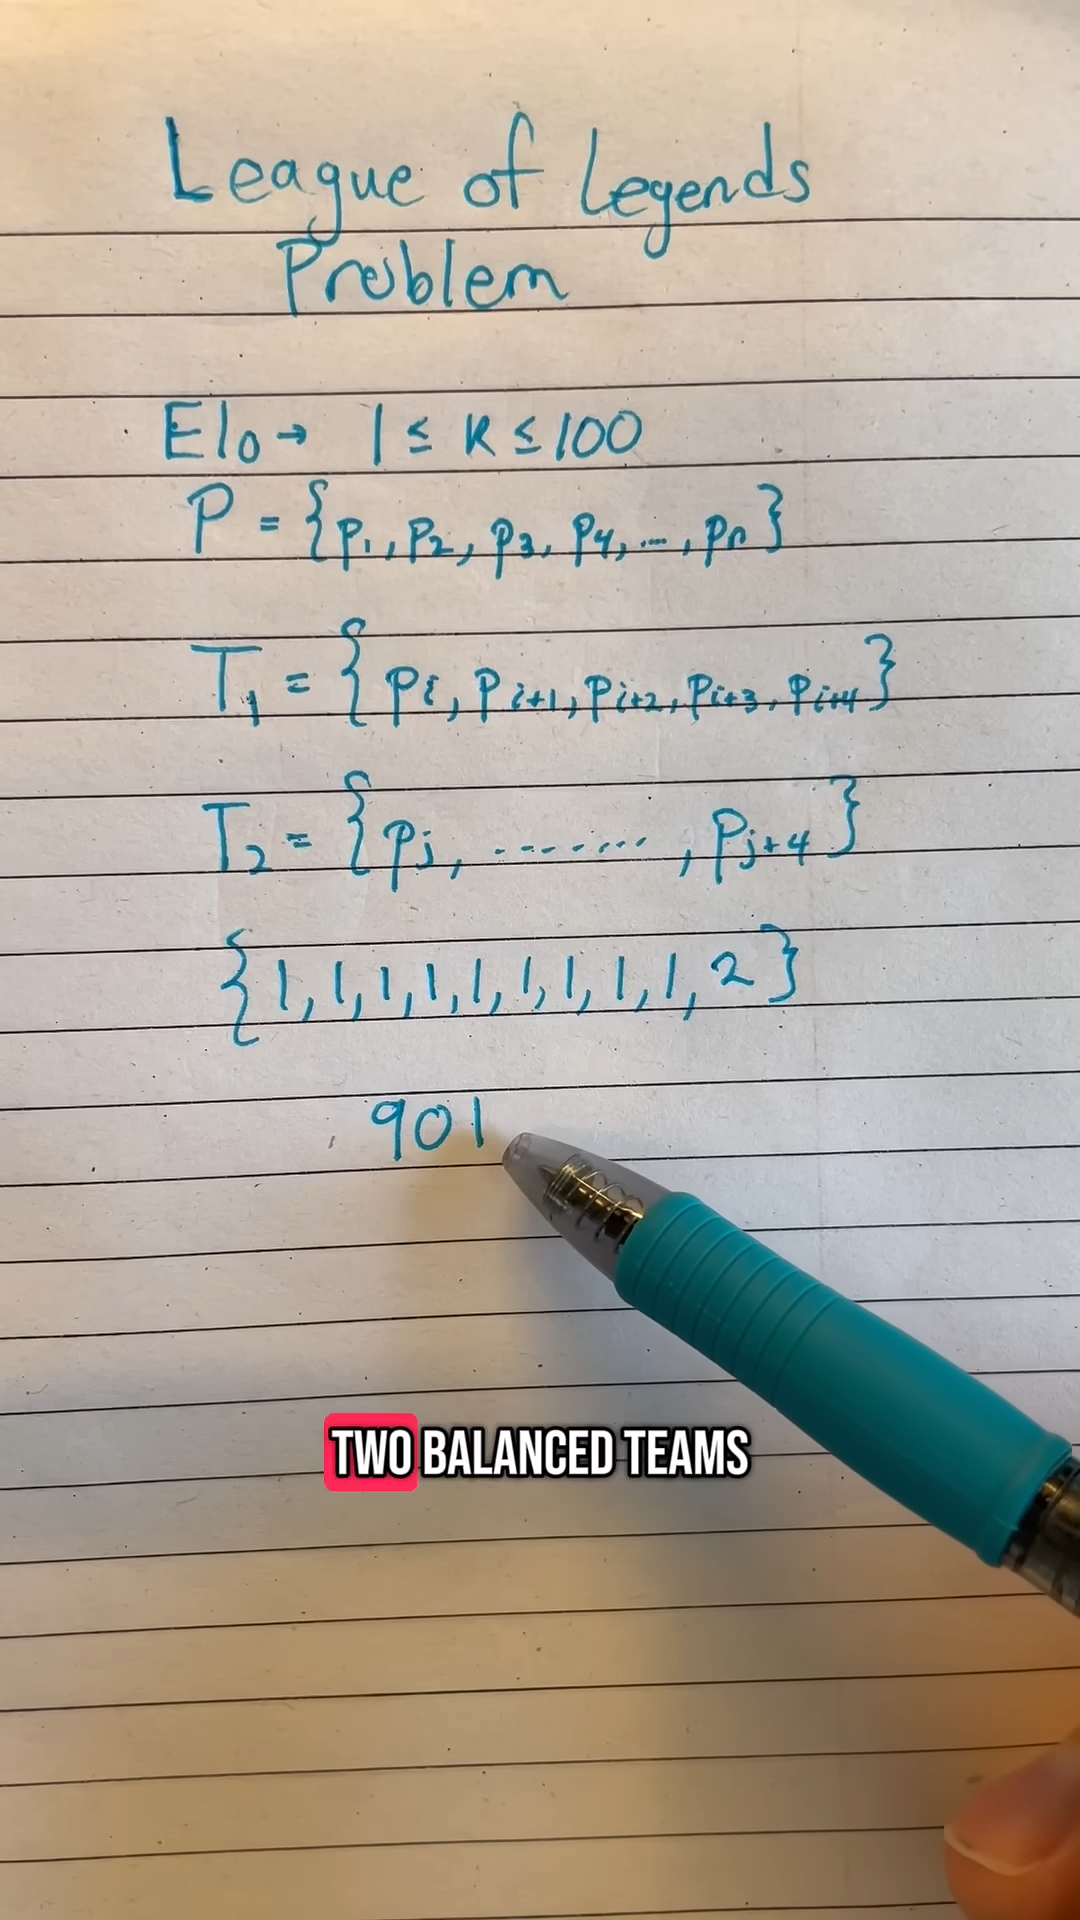 League of Legends
Problem
Elo → 1 ≤ K ≤ 100
P = {p₁, p₂, p₃, p₄, ..., pₙ}
T₁ = {pᵢ, pᵢ₊₁, pᵢ₊₂, pᵢ₊₃, pᵢ₊₄}
T₂ = {pⱼ, ........, pⱼ₊₄}
{1, 1, 1, 1, 1, 1, 1, 1, 1, 2}
901
TWO BALANCED TEAMS